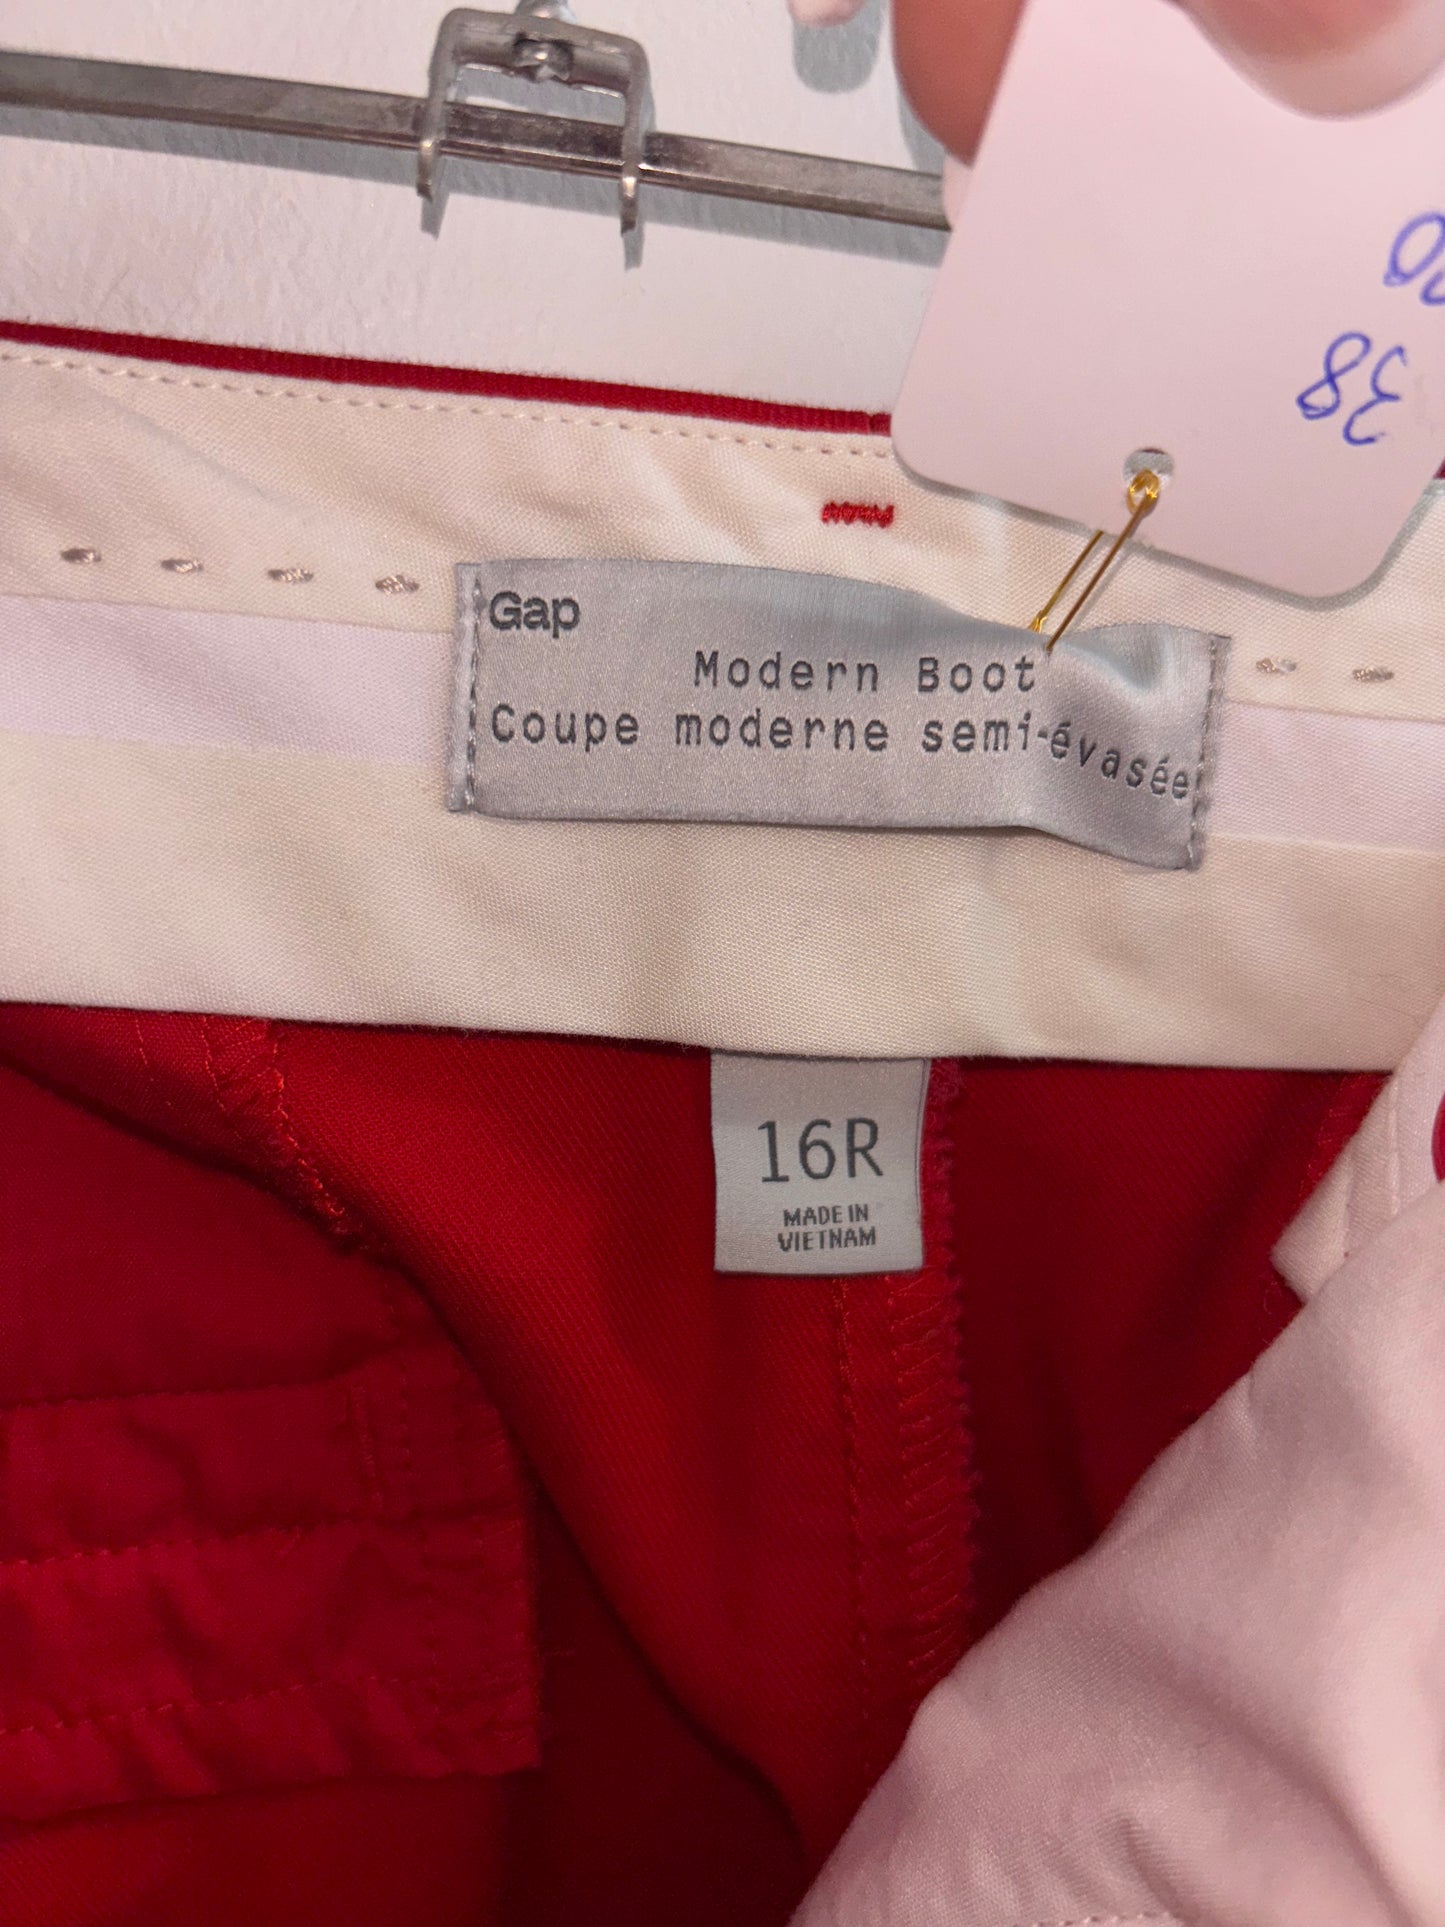 38
Gap
Modern Boot
Coupe moderne semi-évasée
16R
MADE IN
VIETNAM